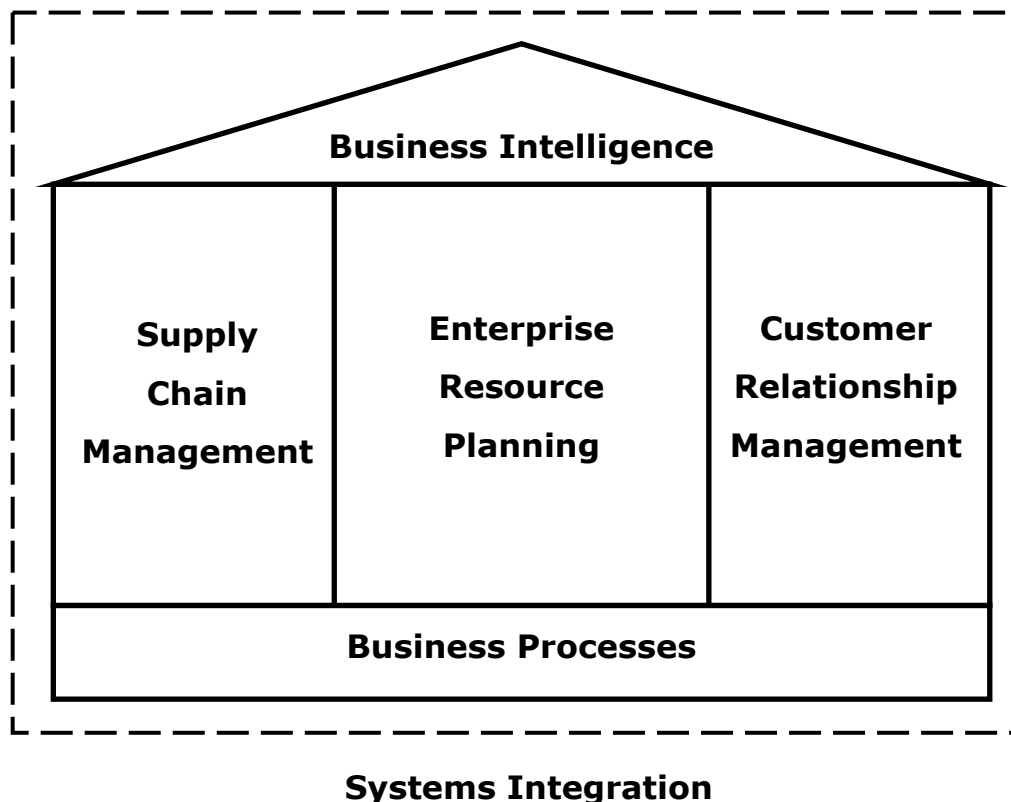 Business Intelligence
Supply
Chain
Management
Enterprise
Resource
Planning
Customer
Relationship
Management
Business Processes
Systems Integration